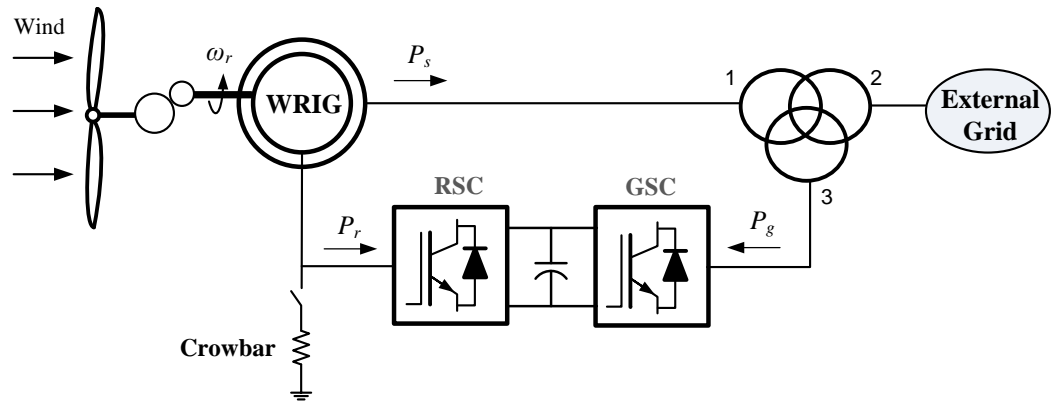 Wind
ω_r
P_s
WRIG
1
2
External
Grid
3
RSC
GSC
P_r
P_g
Crowbar